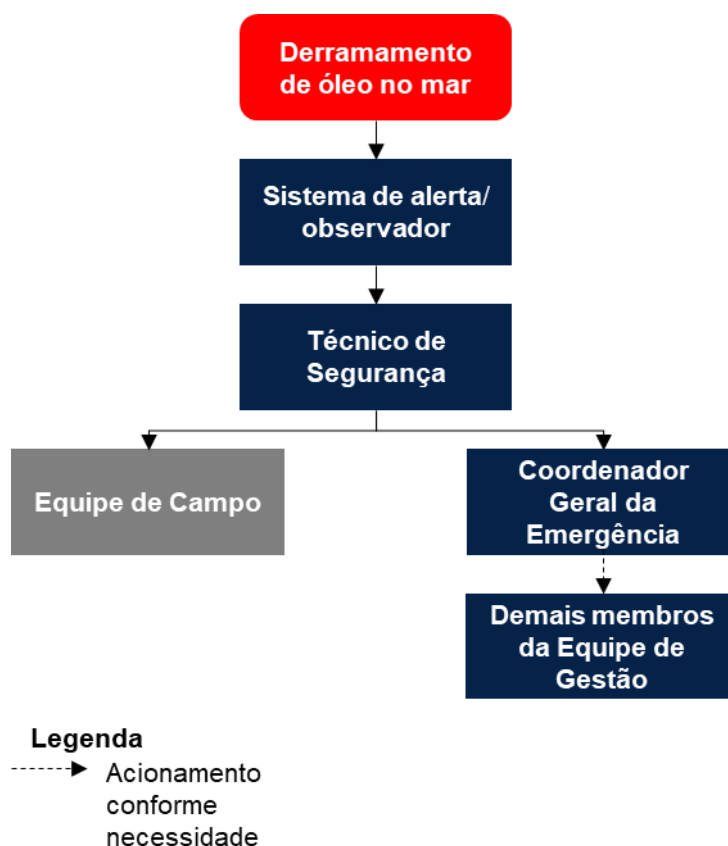 Derramamento
de óleo no mar
Sistema de alerta/
observador
Técnico de
Segurança
Equipe de Campo
Coordenador
Geral da
Emergência
Demais membros
da Equipe de
Gestão
Legenda
Acionamento
conforme
necessidade